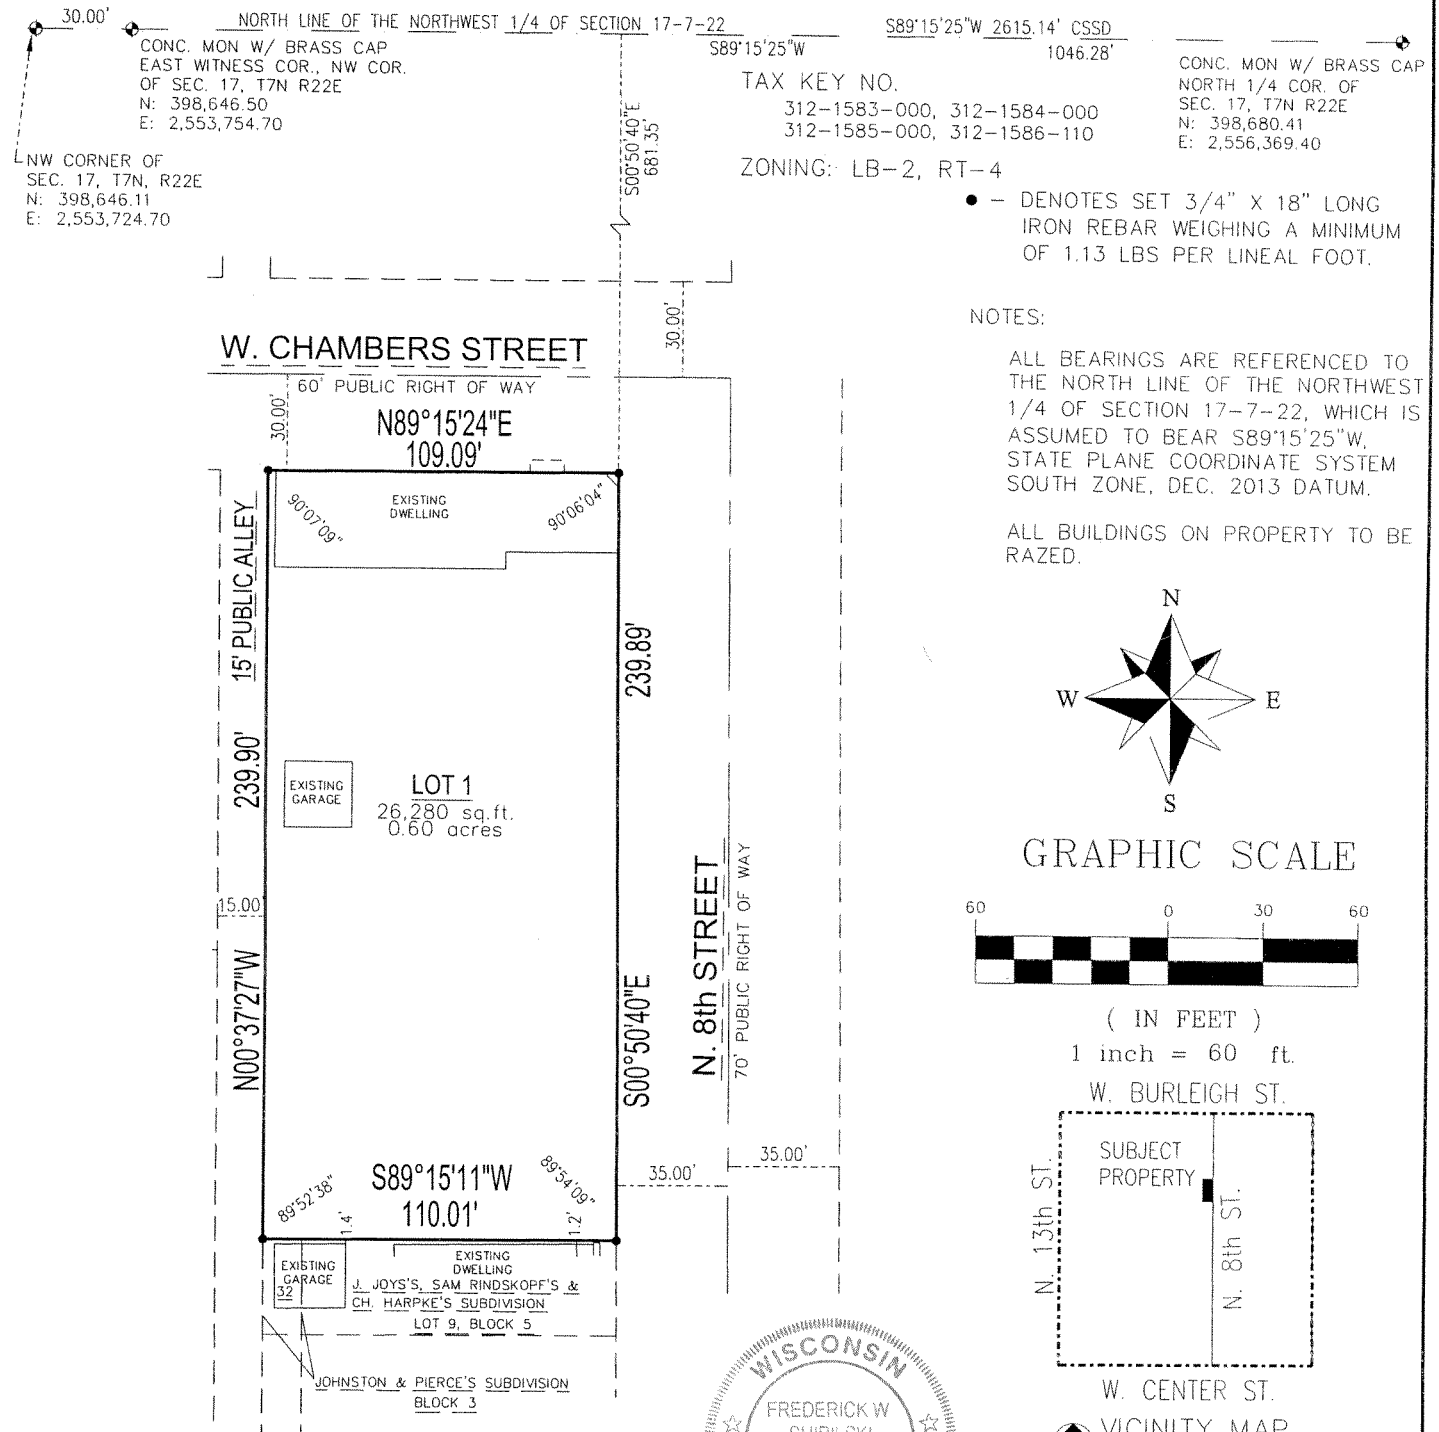 30.00'
NORTH LINE OF THE NORTHWEST 1/4 OF SECTION 17-7-22
S89°15'25"W 2615.14' CSSD
S89°15'25"W
1046.28'
CONC. MON W/ BRASS CAP
EAST WITNESS COR., NW COR.
OF SEC. 17, T7N R22E
N: 398,646.50
E: 2,553,754.70
NW CORNER OF
SEC. 17, T7N, R22E
N: 398,646.11
E: 2,553,724.70
S00°50'40"E
681.35'
TAX KEY NO.
312-1583-000, 312-1584-000
312-1585-000, 312-1586-110
ZONING: LB-2, RT-4
CONC. MON W/ BRASS CAP
NORTH 1/4 COR. OF
SEC. 17, T7N R22E
N: 398,680.41
E: 2,556,369.40
● - DENOTES SET 3/4" X 18" LONG
IRON REBAR WEIGHING A MINIMUM
OF 1.13 LBS PER LINEAL FOOT.
NOTES:
ALL BEARINGS ARE REFERENCED TO
THE NORTH LINE OF THE NORTHWEST
1/4 OF SECTION 17-7-22, WHICH IS
ASSUMED TO BEAR S89°15'25"W,
STATE PLANE COORDINATE SYSTEM
SOUTH ZONE, DEC. 2013 DATUM.
ALL BUILDINGS ON PROPERTY TO BE
RAZED.
30.00'
W. CHAMBERS STREET
60' PUBLIC RIGHT OF WAY
30.00'
N89°15'24"E
109.09'
EXISTING
DWELLING
90°07'09"
90°06'04"
15' PUBLIC ALLEY
239.90'
239.89'
EXISTING
GARAGE
LOT 1
26,280 sq.ft.
0.60 acres
15.00'
N00°37'27"W
S00°50'40"E
N. 8th STREET
70' PUBLIC RIGHT OF WAY
35.00'
35.00'
89°52'38"
S89°15'11"W
110.01'
89°54'09"
1.4'
1.2'
EXISTING
GARAGE
32
EXISTING
DWELLING
J. JOYS'S, SAM RINDSKOPF'S &
CH. HARPKE'S SUBDIVISION
LOT 9, BLOCK 5
JOHNSTON & PIERCE'S SUBDIVISION
BLOCK 3
N
W
E
S
GRAPHIC SCALE
60 0 30 60
( IN FEET )
1 inch = 60 ft.
W. BURLEIGH ST.
SUBJECT
PROPERTY
N. 13th ST.
N. 8th ST.
W. CENTER ST.
VICINITY MAP
WISCONSIN
FREDERICK W